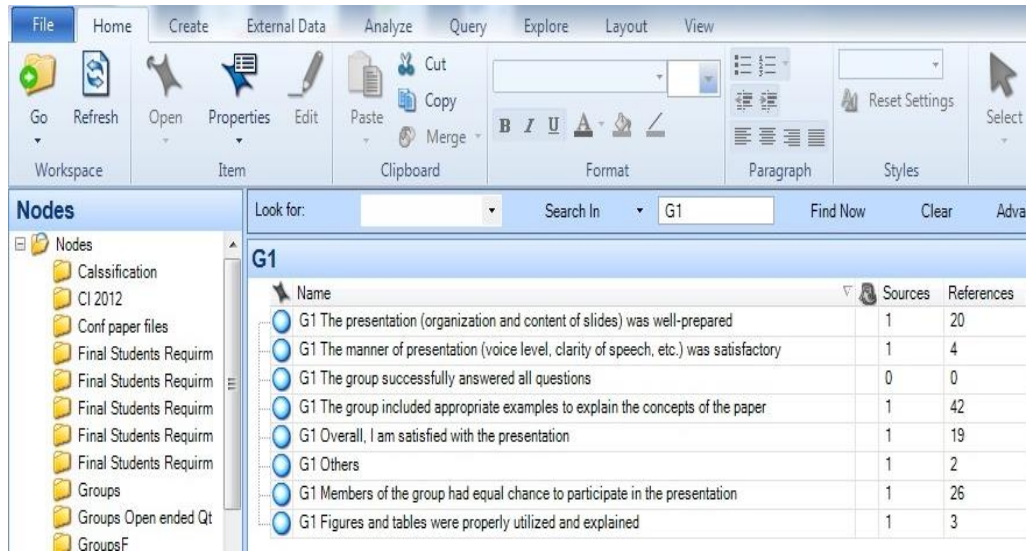 File Home Create External Data Analyze Query Explore Layout View
Go Refresh Open Properties Edit Paste Cut Copy Merge B I U A Reset Settings Select
Workspace Item Clipboard Format Paragraph Styles
Nodes
Look for: Search In G1 Find Now Clear Adva
Nodes
Calssification
CI 2012
Conf paper files
Final Students Requirm
Final Students Requirm
Final Students Requirm
Final Students Requirm
Final Students Requirm
Groups
Groups Open ended Qt
GroupsF
G1
Name Sources References
G1 The presentation (organization and content of slides) was well-prepared 1 20
G1 The manner of presentation (voice level, clarity of speech, etc.) was satisfactory 1 4
G1 The group successfully answered all questions 0 0
G1 The group included appropriate examples to explain the concepts of the paper 1 42
G1 Overall, I am satisfied with the presentation 1 19
G1 Others 1 2
G1 Members of the group had equal chance to participate in the presentation 1 26
G1 Figures and tables were properly utilized and explained 1 3